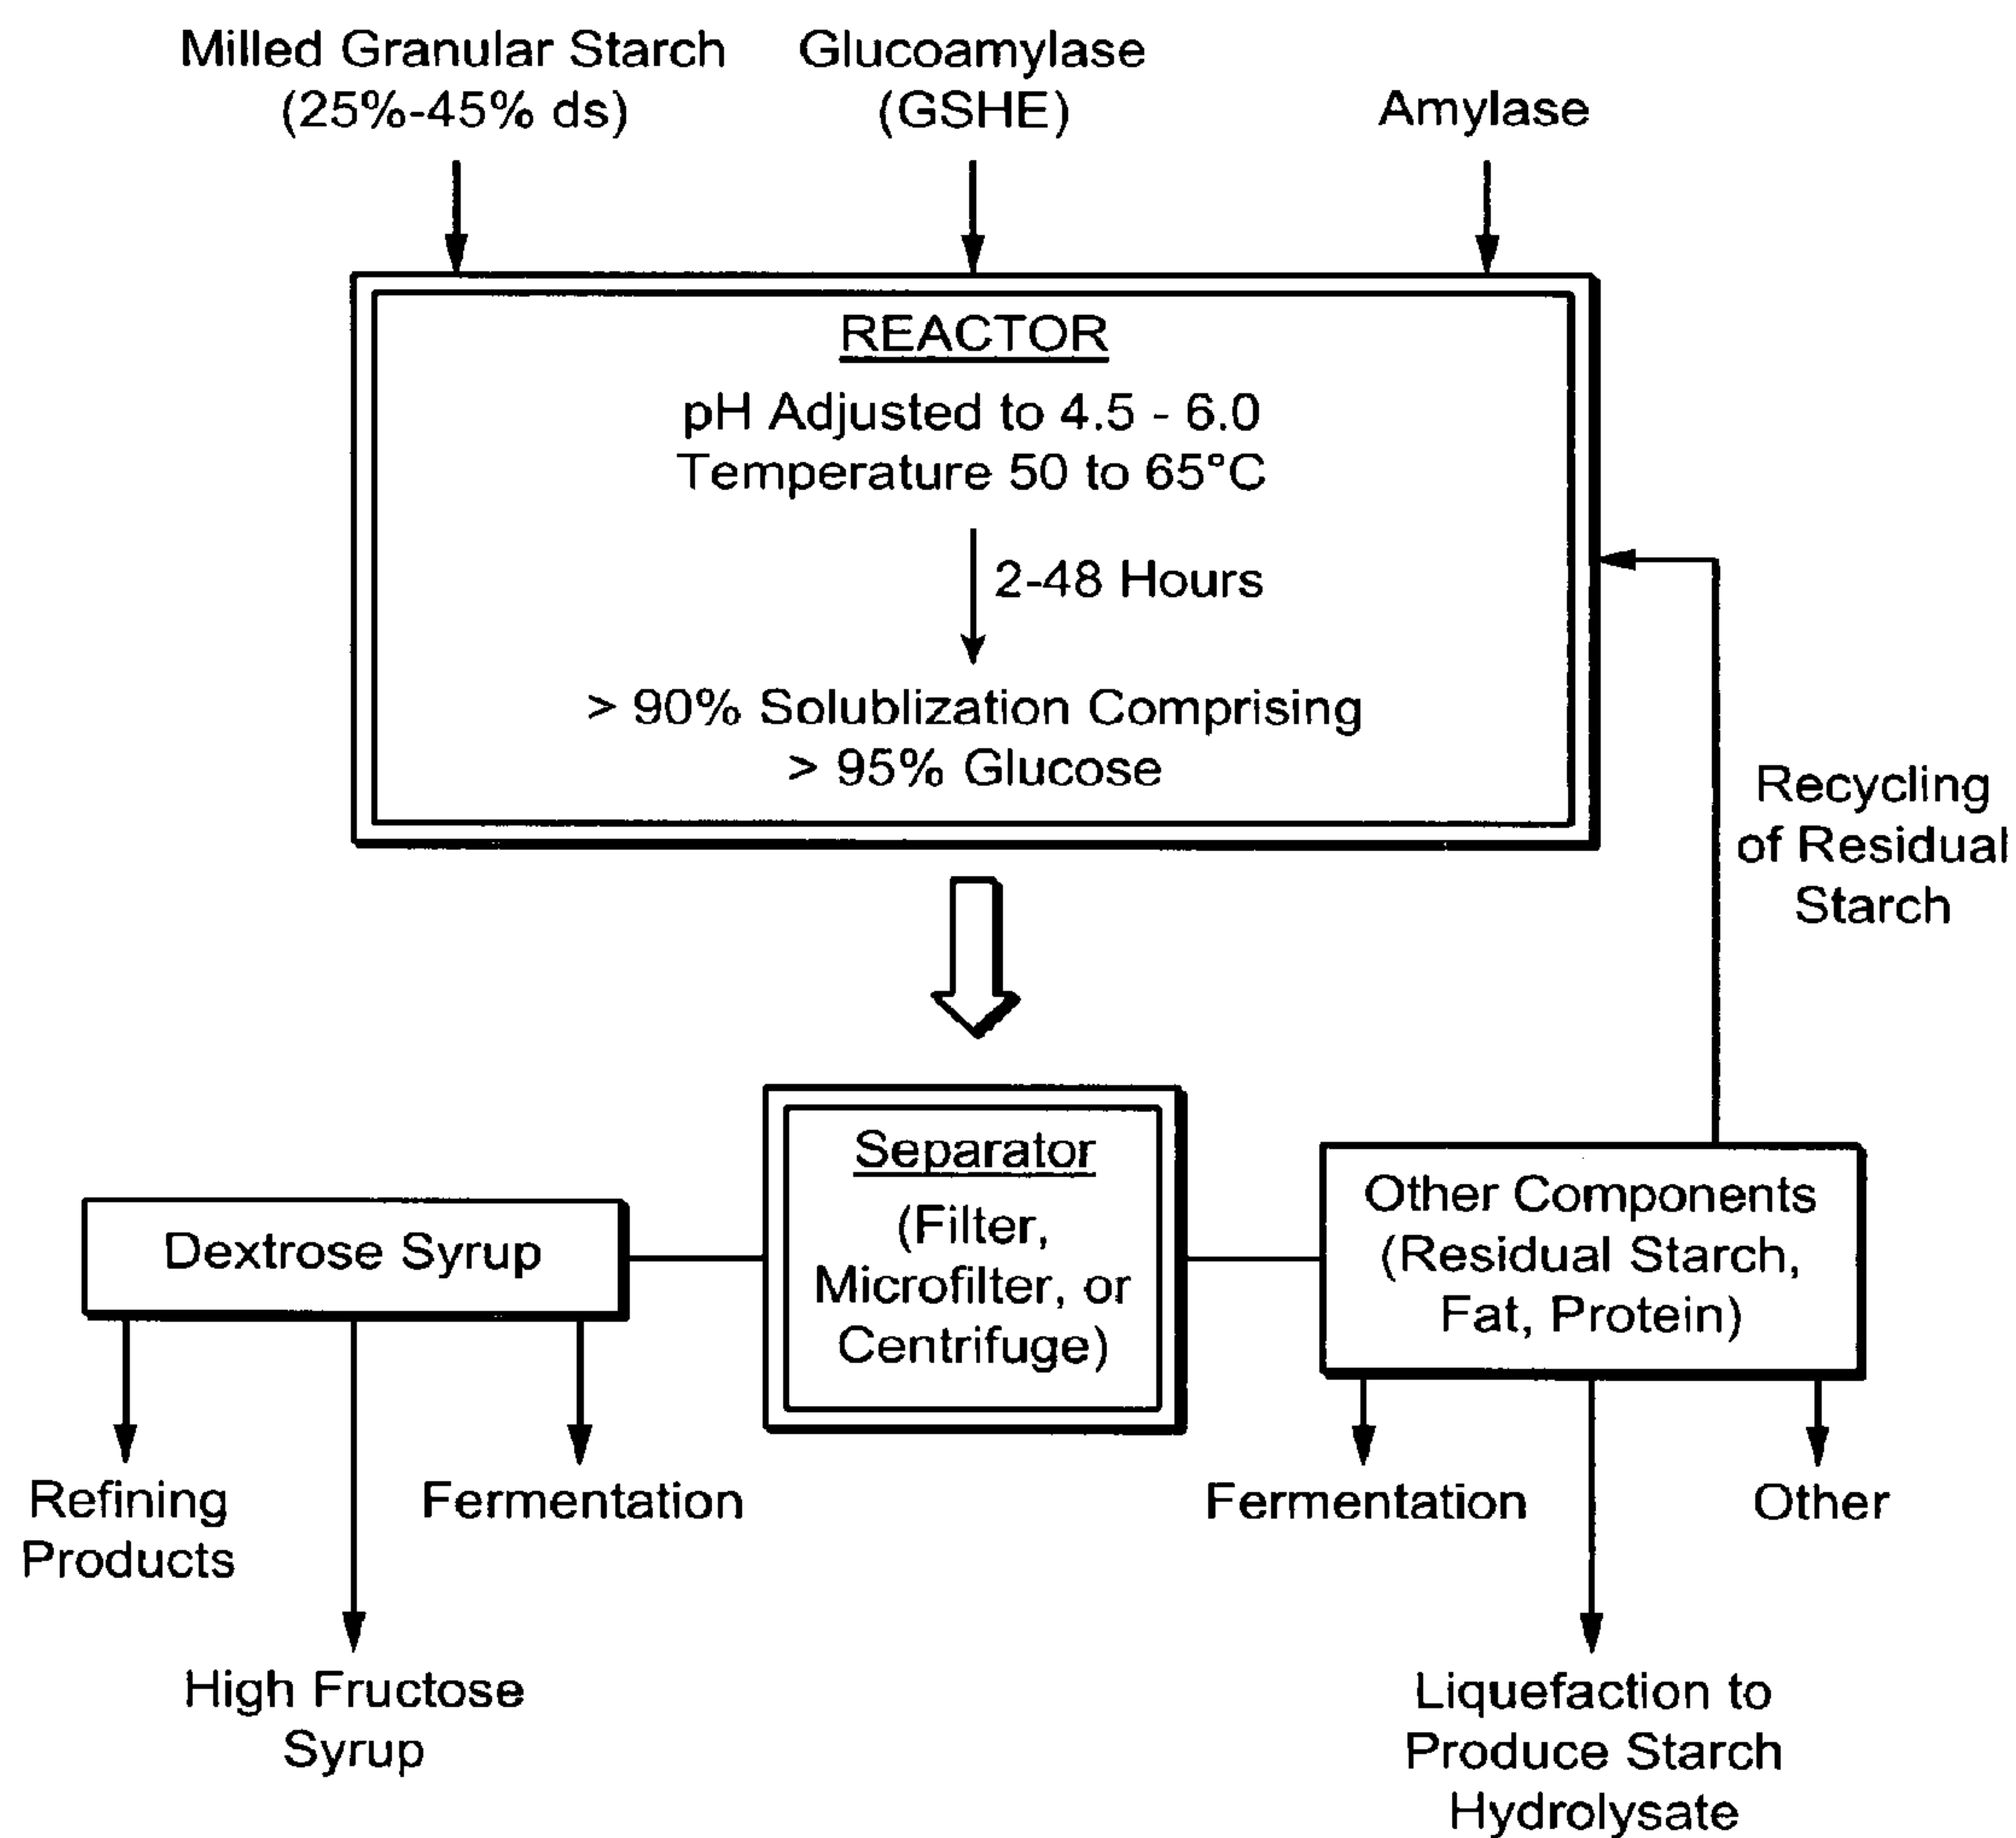 Milled Granular Starch
(25%-45% ds)
Glucoamylase
(GSHE)
Amylase
REACTOR
pH Adjusted to 4.5 - 6.0
Temperature 50 to 65°C
2-48 Hours
> 90% Solublization Comprising
> 95% Glucose
Recycling
of Residual
Starch
Separator
(Filter,
Microfilter, or
Centrifuge)
Dextrose Syrup
Other Components
(Residual Starch,
Fat, Protein)
Refining
Products
High Fructose
Syrup
Fermentation
Fermentation
Liquefaction to
Produce Starch
Hydrolysate
Other